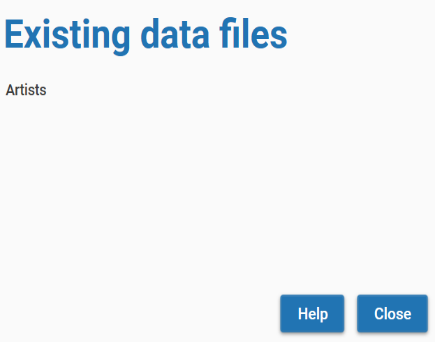 Existing data files
Artists
Help
Close